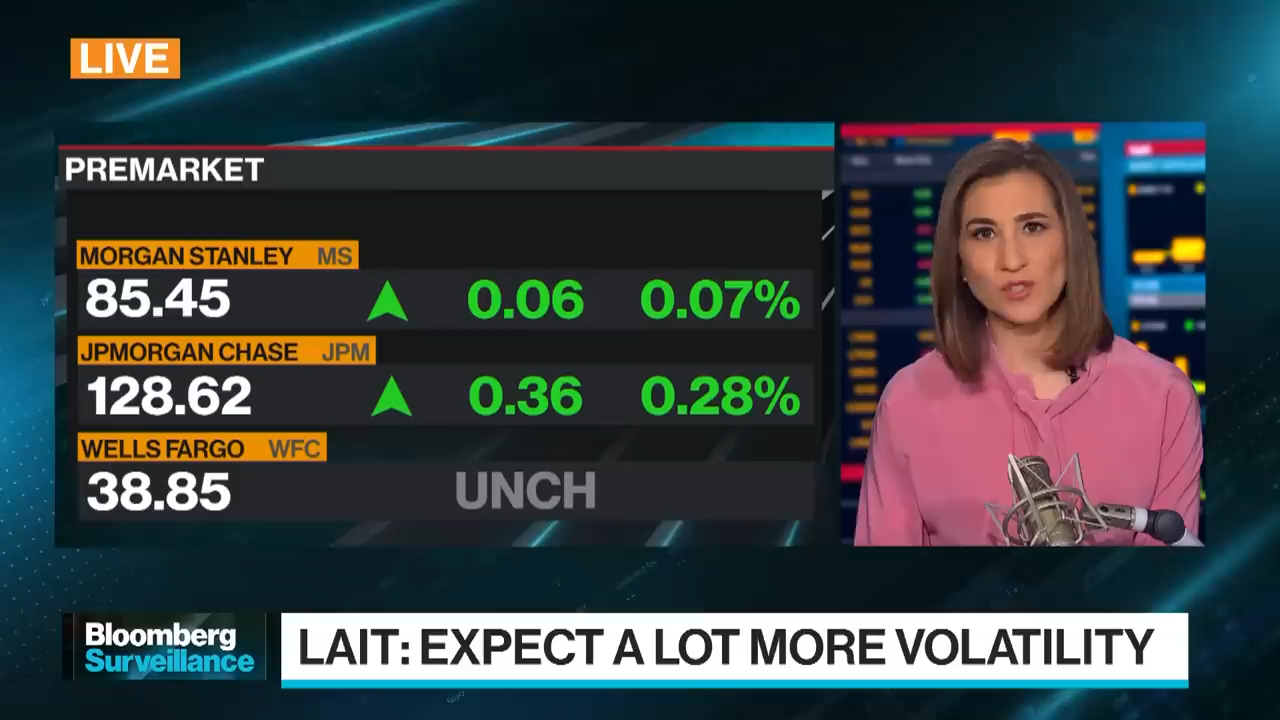 LIVE
PREMARKET
MORGAN STANLEY MS
85.45 0.06 0.07%
JPMORGAN CHASE JPM
128.62 0.36 0.28%
WELLS FARGO WFC
38.85 UNCH
Bloomberg
Surveillance
LAIT: EXPECT A LOT MORE VOLATILITY